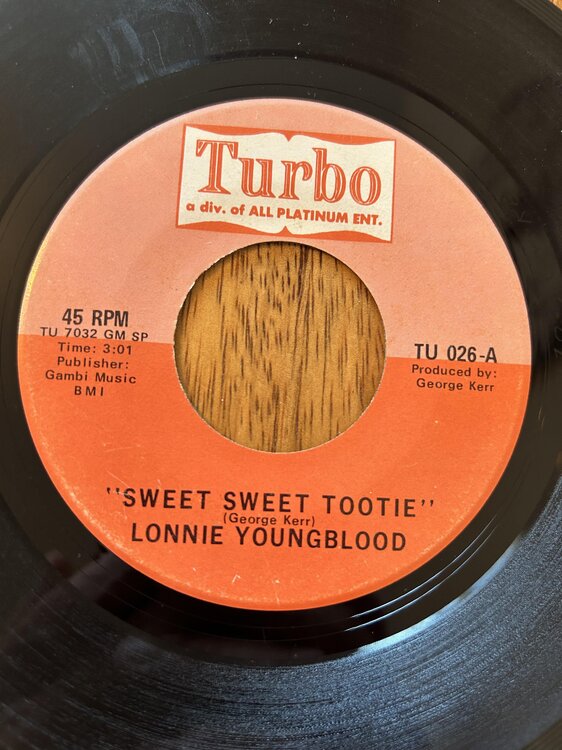 Turbo
a div. of ALL PLATINUM ENT.
45 RPM
TU 7032 GM SP
Time: 3:01
Publisher:
Gambi Music
BMI
TU 026-A
Produced by:
George Kerr
"SWEET SWEET TOOTIE"
(George Kerr)
LONNIE YOUNGBLOOD